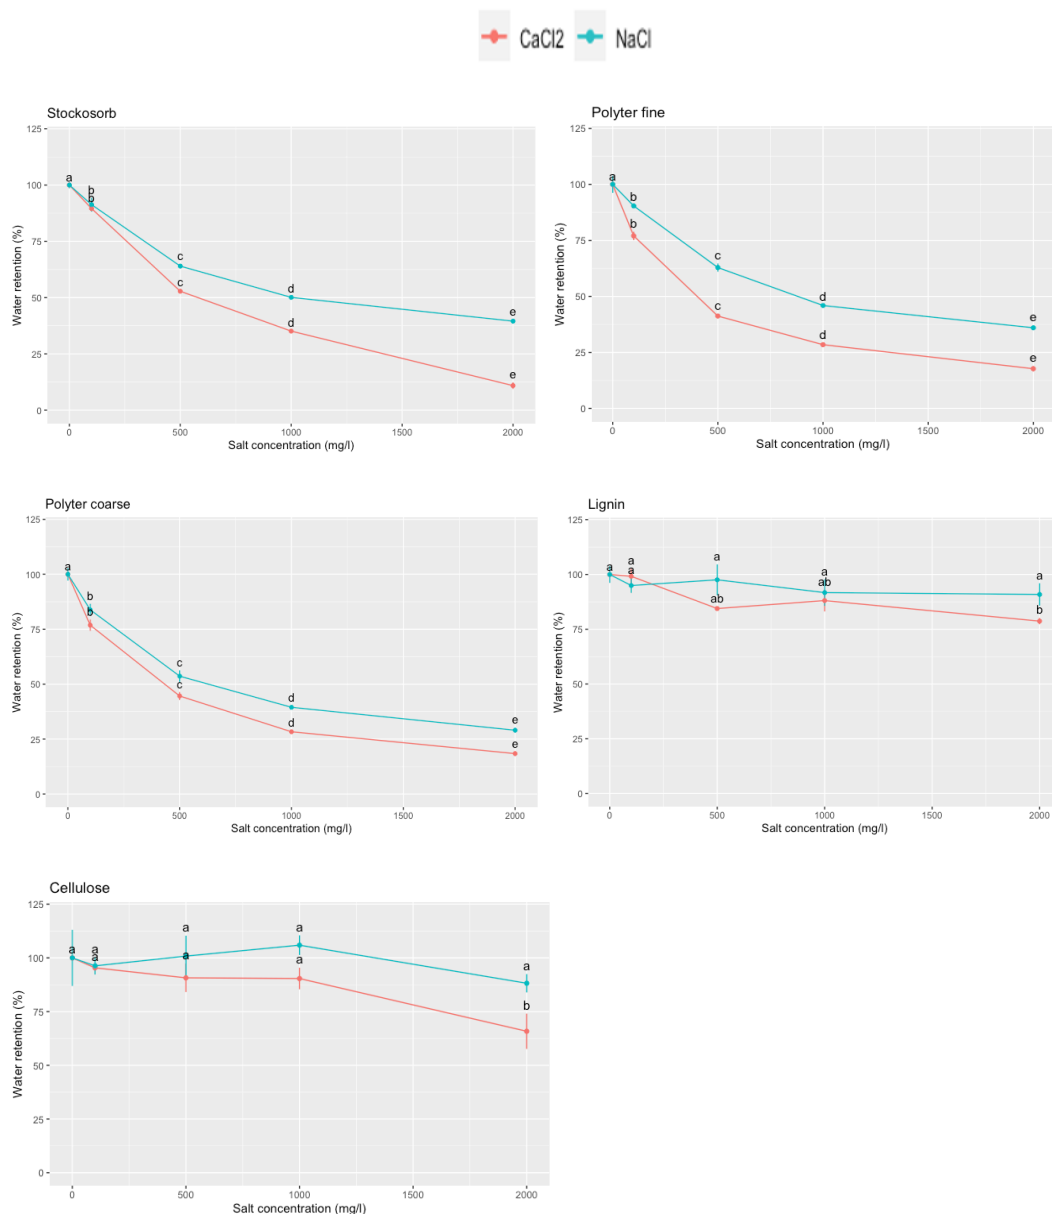 CaCl2 NaCl
Stockosorb
125
100
75
50
25
0
Water retention (%)
a
b
b
c
c
d
d
e
e
0 500 1000 1500 2000
Salt concentration (mg/l)
Polyter fine
125
100
75
50
25
0
Water retention (%)
a
b
b
c
c
d
d
e
e
0 500 1000 1500 2000
Salt concentration (mg/l)
Polyter coarse
125
100
75
50
25
0
Water retention (%)
a
b
b
c
c
d
d
e
e
0 500 1000 1500 2000
Salt concentration (mg/l)
Lignin
125
100
75
50
25
0
Water retention (%)
a
a
a
a
ab
a
ab
a
b
0 500 1000 1500 2000
Salt concentration (mg/l)
Cellulose
125
100
75
50
25
0
Water retention (%)
a
a
a
a
a
a
a
a
b
0 500 1000 1500 2000
Salt concentration (mg/l)